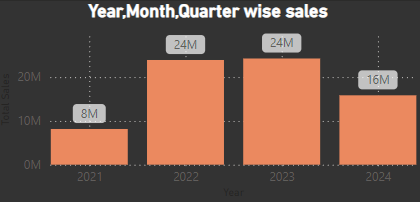 Year,Month,Quarter wise sales
Total Sales
24M
24M
20M
16M
8M
10M
0M
2021 2022 2023 2024
Year